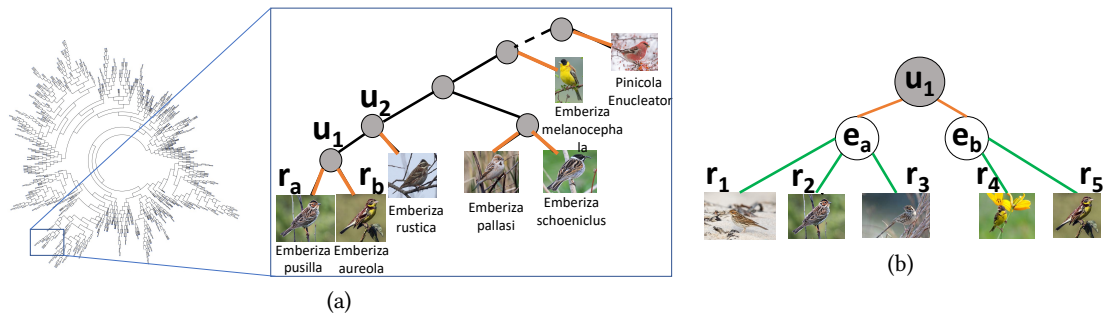 Pinicola
Enucleator
Emberiza
melanocepha
la
u2
u1
ra
rb
Emberiza
rustica
Emberiza
pallasi
Emberiza
schoeniclus
Emberiza
pusilla
Emberiza
aureola
(a)
u1
ea
eb
r1
r2
r3
r4
r5
(b)